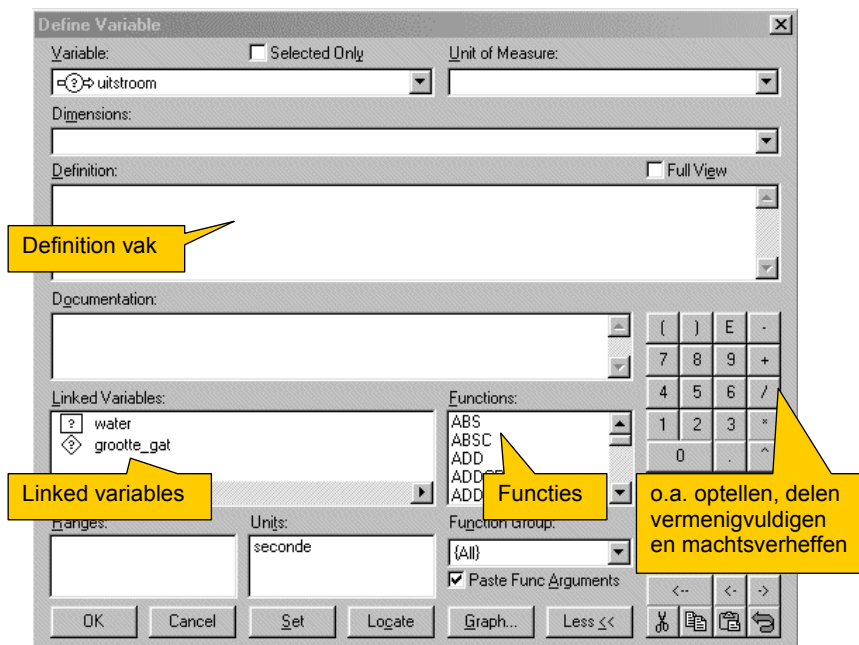 Define Variable
Variable:
Selected Only
Unit of Measure:
? uitstroom
Dimensions:
Definition:
Full View
Definition vak
Documentation:
( ) E -
7 8 9 +
4 5 6 /
1 2 3 *
0 . ^
Linked Variables:
? water
? grootte_gat
Functions:
ABS
ABSC
ADD
Linked variables
Functies
o.a. optellen, delen
vermenigvuldigen
en machtsverheffen
Ranges:
Units:
seconde
Function Group:
{All}
Paste Func Arguments
<-- <- ->
OK Cancel Set Locate Graph... Less <<